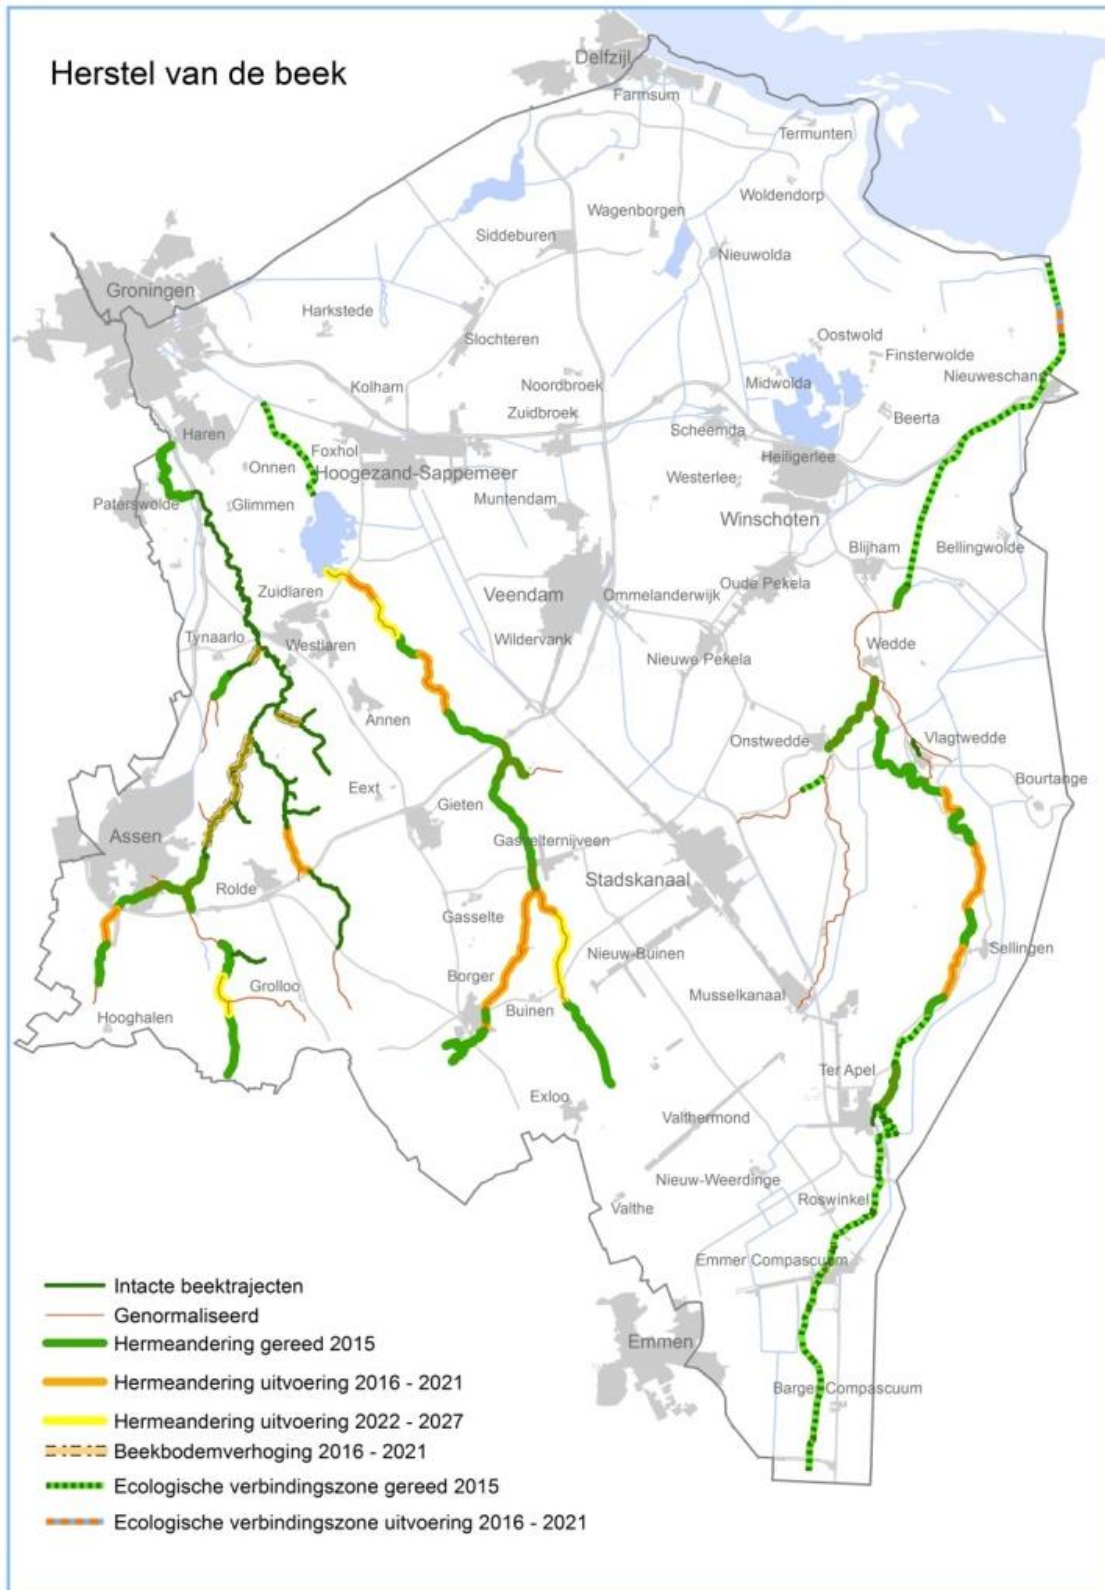 Herstel van de beek
Delfzijl
Farmsum
Termunten
Woldendorp
Wagenborgen
Siddeburen
Nieuwolda
Groningen
Harkstede
Slochteren
Oostwold
Finsterwolde
Nieuweschans
Kolham
Noordbroek
Midwolda
Zuidbroek
Beerta
Scheemda
Haren
Foxhol
Heiligerlee
Onnen
Hoogezand-Sappemeer
Westerlee
Paterswolde
Glimmen
Muntendam
Winschoten
Blijham
Bellingwolde
Zuidlaren
Veendam
Ommelanderwijk
Oude Pekela
Tynaarlo
Westlaren
Wildervank
Wedde
Nieuwe Pekela
Annen
Onstwedde
Vlagtwedde
Bourtange
Eext
Gieten
Assen
Gasselternijveen
Stadskanaal
Rolde
Gasselte
Nieuw-Buinen
Sellingen
Borger
Grolloo
Musselkanaal
Hooghalen
Buinen
Ter Apel
Exloo
Valthermond
Nieuw-Weerdinge
Roswinkel
Valthe
Emmer Compascuum
Emmen
Barger Compascuum
Intacte beektrajecten
Genormaliseerd
Hermeandering gereed 2015
Hermeandering uitvoering 2016 - 2021
Hermeandering uitvoering 2022 - 2027
Beekbodemverhoging 2016 - 2021
Ecologische verbindingszone gereed 2015
Ecologische verbindingszone uitvoering 2016 - 2021